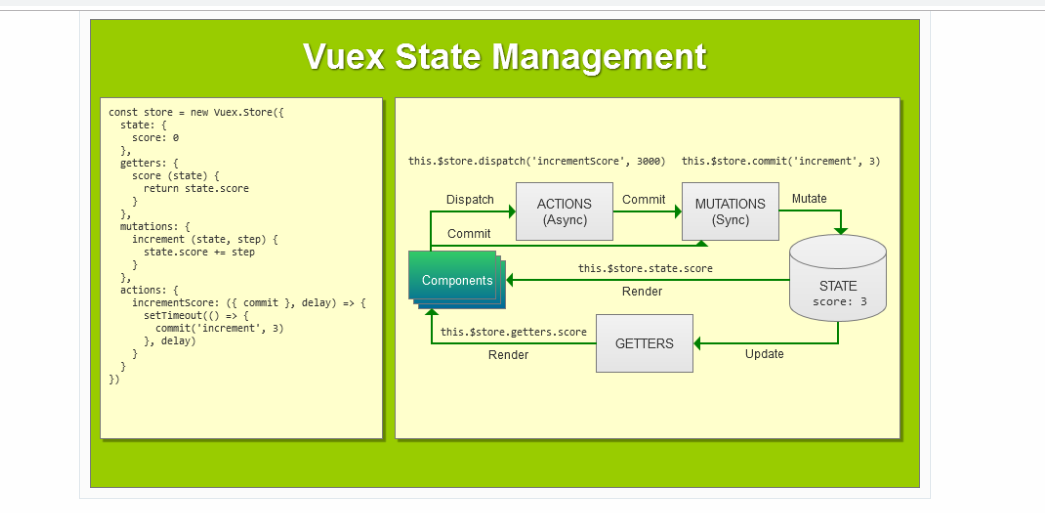 Vuex State Management
const store = new Vuex.Store({
  state: {
    score: 0
  },
  getters: {
    score (state) {
      return state.score
    }
  },
  mutations: {
    increment (state, step) {
      state.score += step
    }
  },
  actions: {
    incrementScore: ({ commit }, delay) => {
      setTimeout(() => {
        commit('increment', 3)
      }, delay)
    }
  }
})
this.$store.dispatch('incrementScore', 3000)
this.$store.commit('increment', 3)
Dispatch
ACTIONS
(Async)
Commit
MUTATIONS
(Sync)
Mutate
Commit
Components
this.$store.state.score
Render
STATE
score: 3
this.$store.getters.score
Render
GETTERS
Update